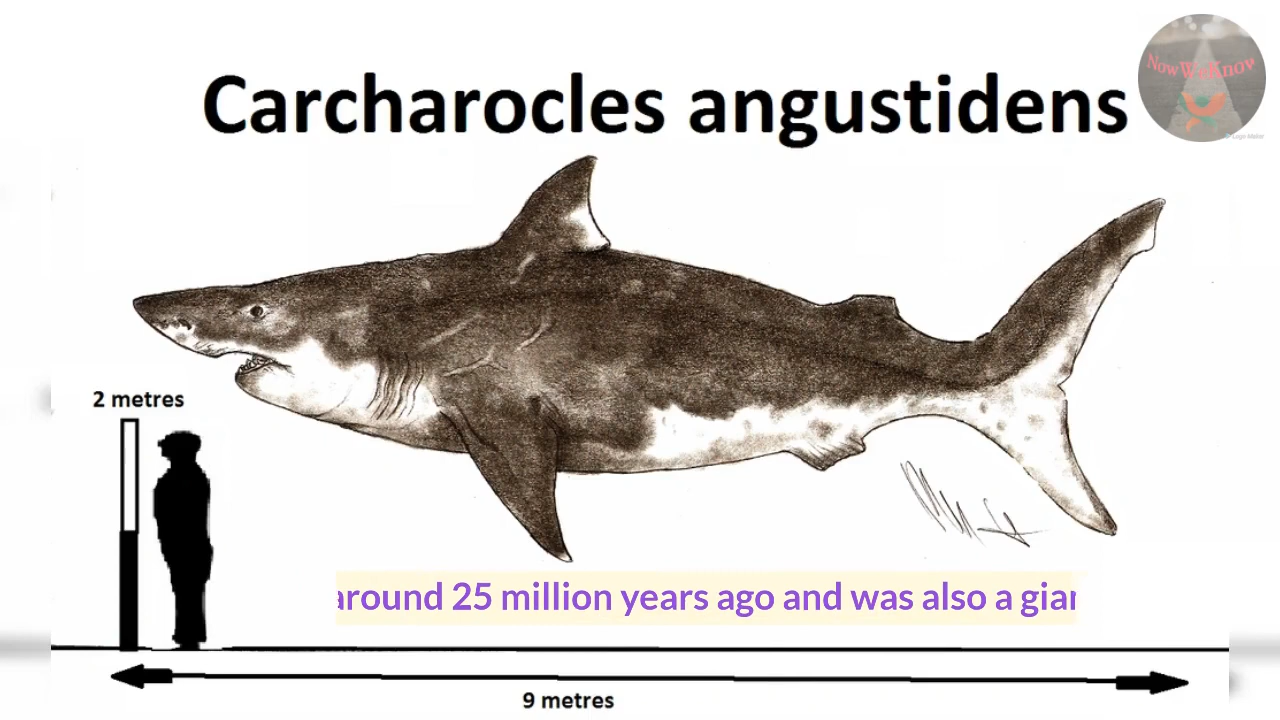 Carcharocles angustidens
NowWeKnow
2 metres
around 25 million years ago and was also a
9 metres